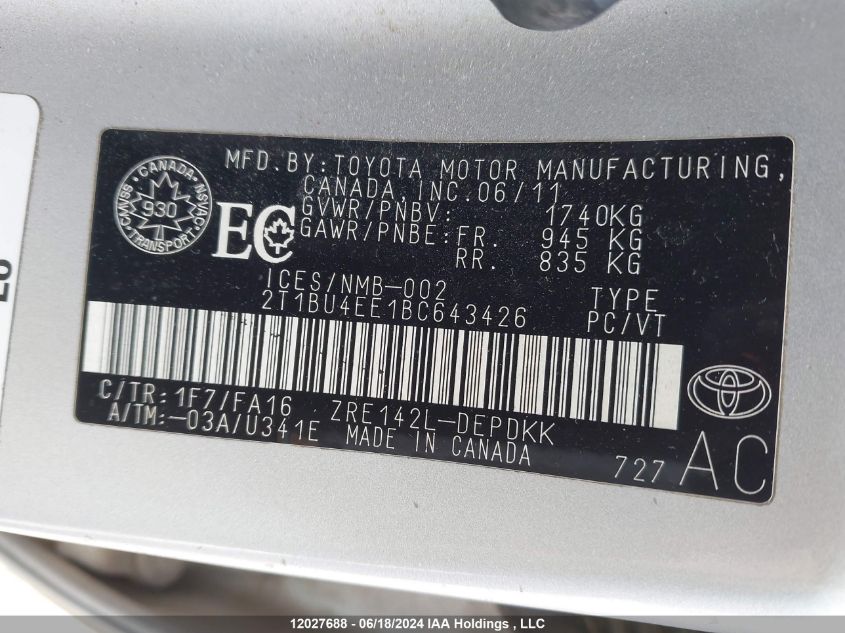 MFD. BY: TOYOTA MOTOR MANUFACTURING,
CANADA, INC. 06/11
GVWR/PNBV: 1740KG
GAWR/PNBE: FR. 945 KG
RR. 835 KG
CANADA
CMVSS NSVAC
930
TRANSPORT
EC
ICES/NMB-002
2T1BU4EE1BC643426
TYPE
PC/VT
C/TR: 1F7/FA16 ZRE142L-DEPDKK
A/TM: -03A/U341E MADE IN CANADA
727 AC
12027688 - 06/18/2024 IAA Holdings , LLC